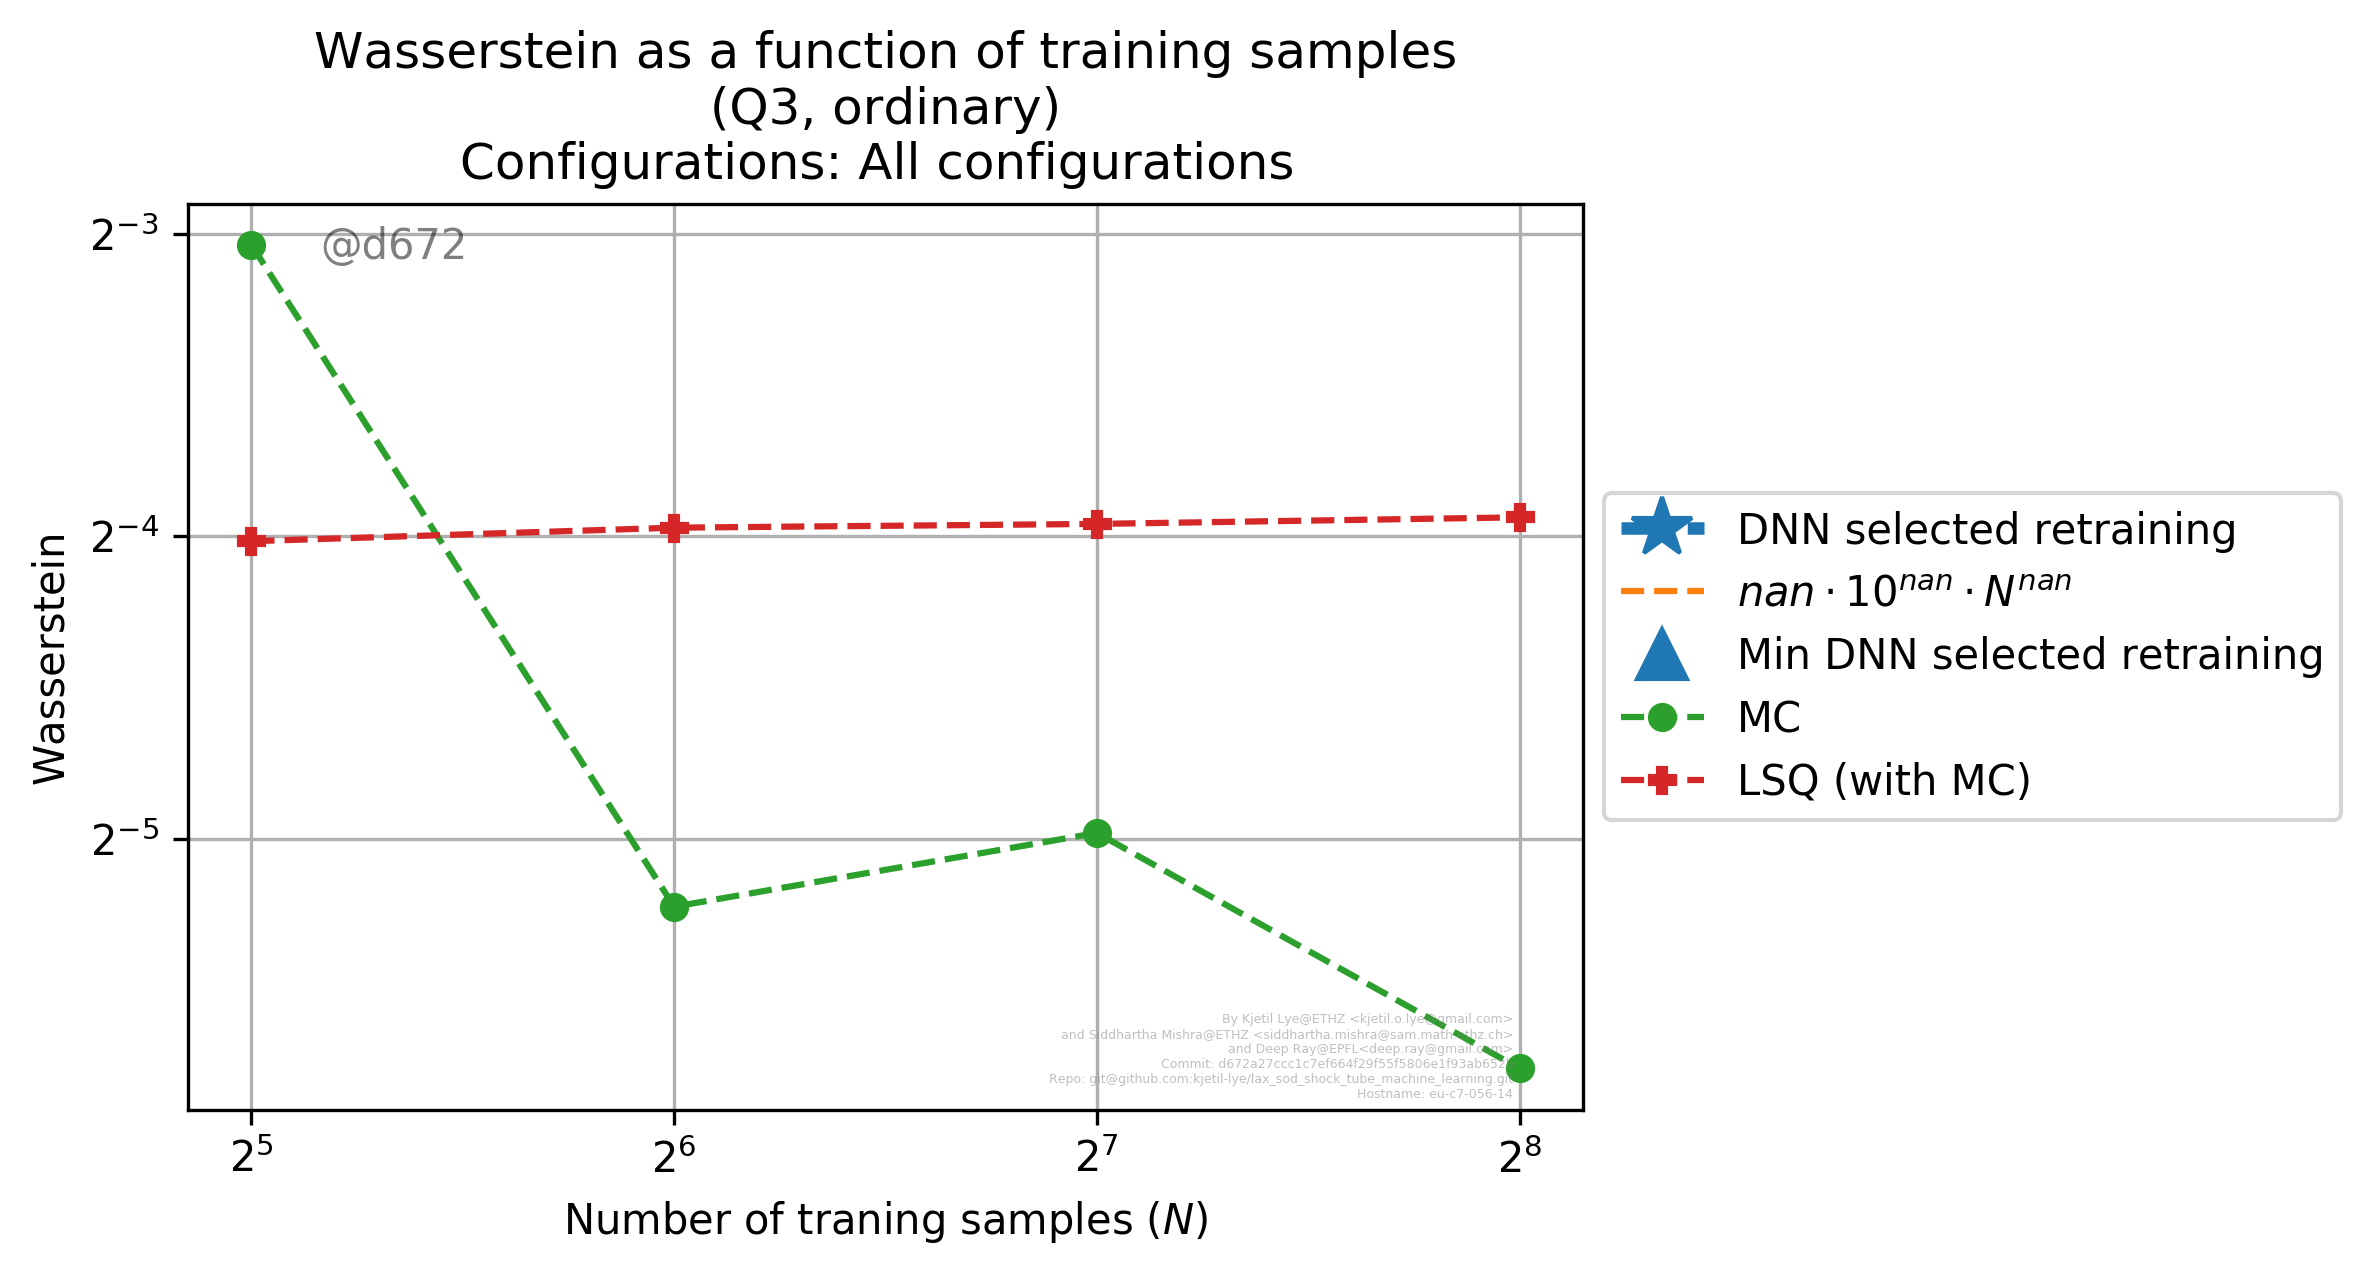 Wasserstein as a function of training samples
(Q3, ordinary)
Configurations: All configurations
2^{-3}
2^{-4}
2^{-5}
Wasserstein
@d672
By Kjetil Lye@ETHZ <kjetil.o.lye@gmail.com>
and Siddhartha Mishra@ETHZ <siddhartha.mishra@sam.math.ethz.ch>
and Deep Ray@EPFL<deep.ray@gmail.com>
Commit:
Repo: git@github.com:kjetil-lye/lax_sod_shock_tube_machine_learning.git
Hostname: eu-c7-056-14
2^5
2^6
2^7
2^8
Number of traning samples (N)
DNN selected retraining
nan · 10^{nan} · N^{nan}
Min DNN selected retraining
MC
LSQ (with MC)